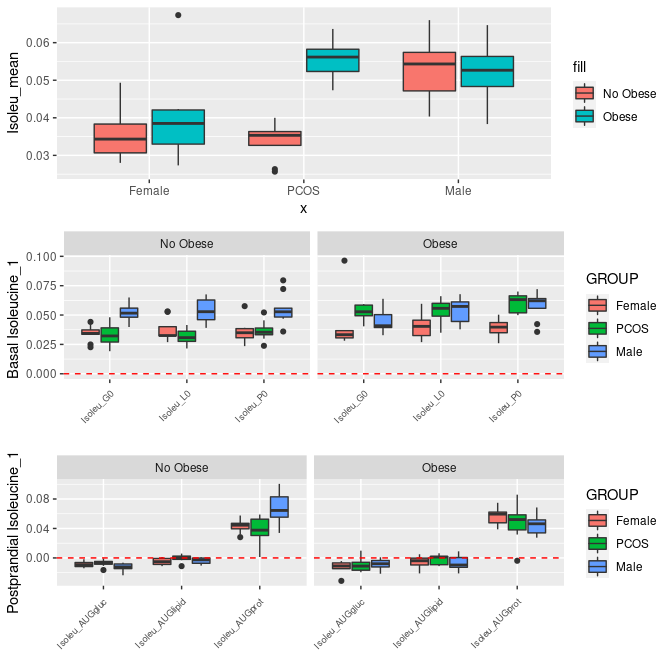 Isoleu_mean
0.06
0.05
0.04
0.03
Female
PCOS
Male
x
fill
No Obese
Obese
Basal Isoleucine_1
No Obese
Obese
0.100
0.075
0.050
0.025
0.000
Isoleu_G0
Isoleu_L0
Isoleu_P0
Isoleu_G0
Isoleu_L0
Isoleu_P0
GROUP
Female
PCOS
Male
Postprandial Isoleucine_1
No Obese
Obese
0.08
0.04
0.00
Isoleu_AUGgluc
Isoleu_AUGlipid
Isoleu_AUGprot
Isoleu_AUGgluc
Isoleu_AUGlipid
Isoleu_AUGprot
GROUP
Female
PCOS
Male